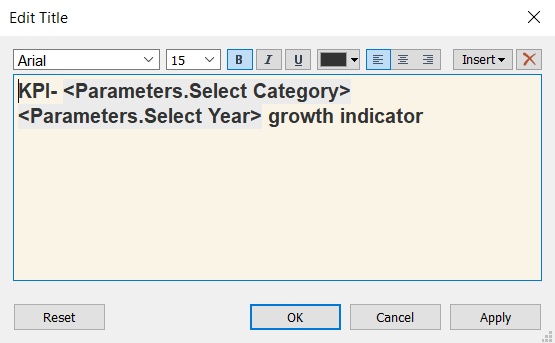 Edit Title
Arial 15 B I U Insert
KPI- <Parameters.Select Category>
<Parameters.Select Year> growth indicator
Reset OK Cancel Apply